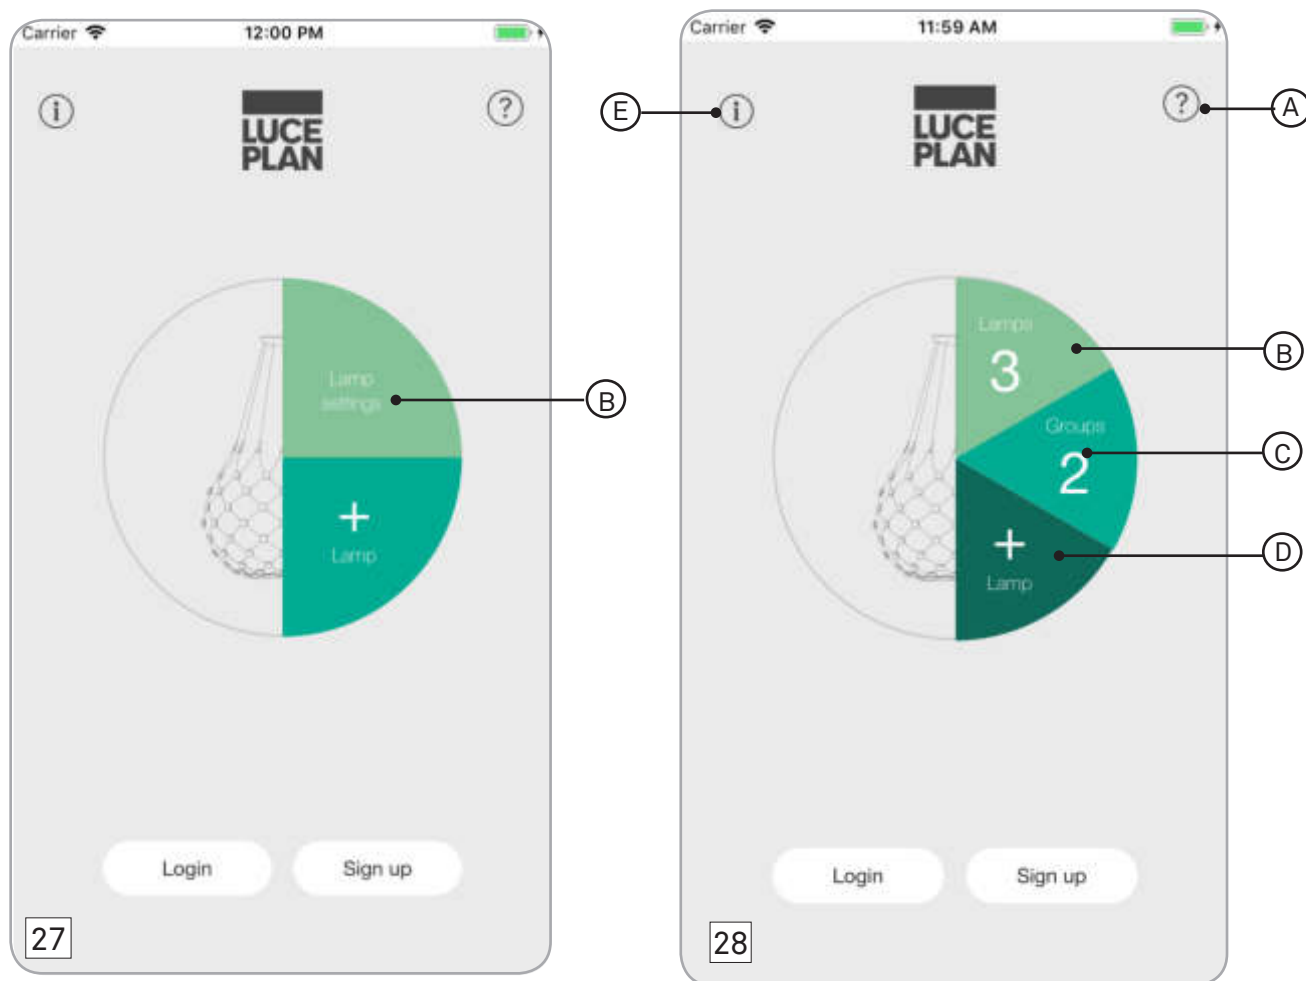 Carrier
12:00 PM
i
LUCE
PLAN
?
Lamp
settings
B
+
Lamp
Login
Sign up
27
Carrier
11:59 AM
E
i
LUCE
PLAN
?
A
Lamps
3
B
Groups
2
C
+
Lamp
D
Login
Sign up
28